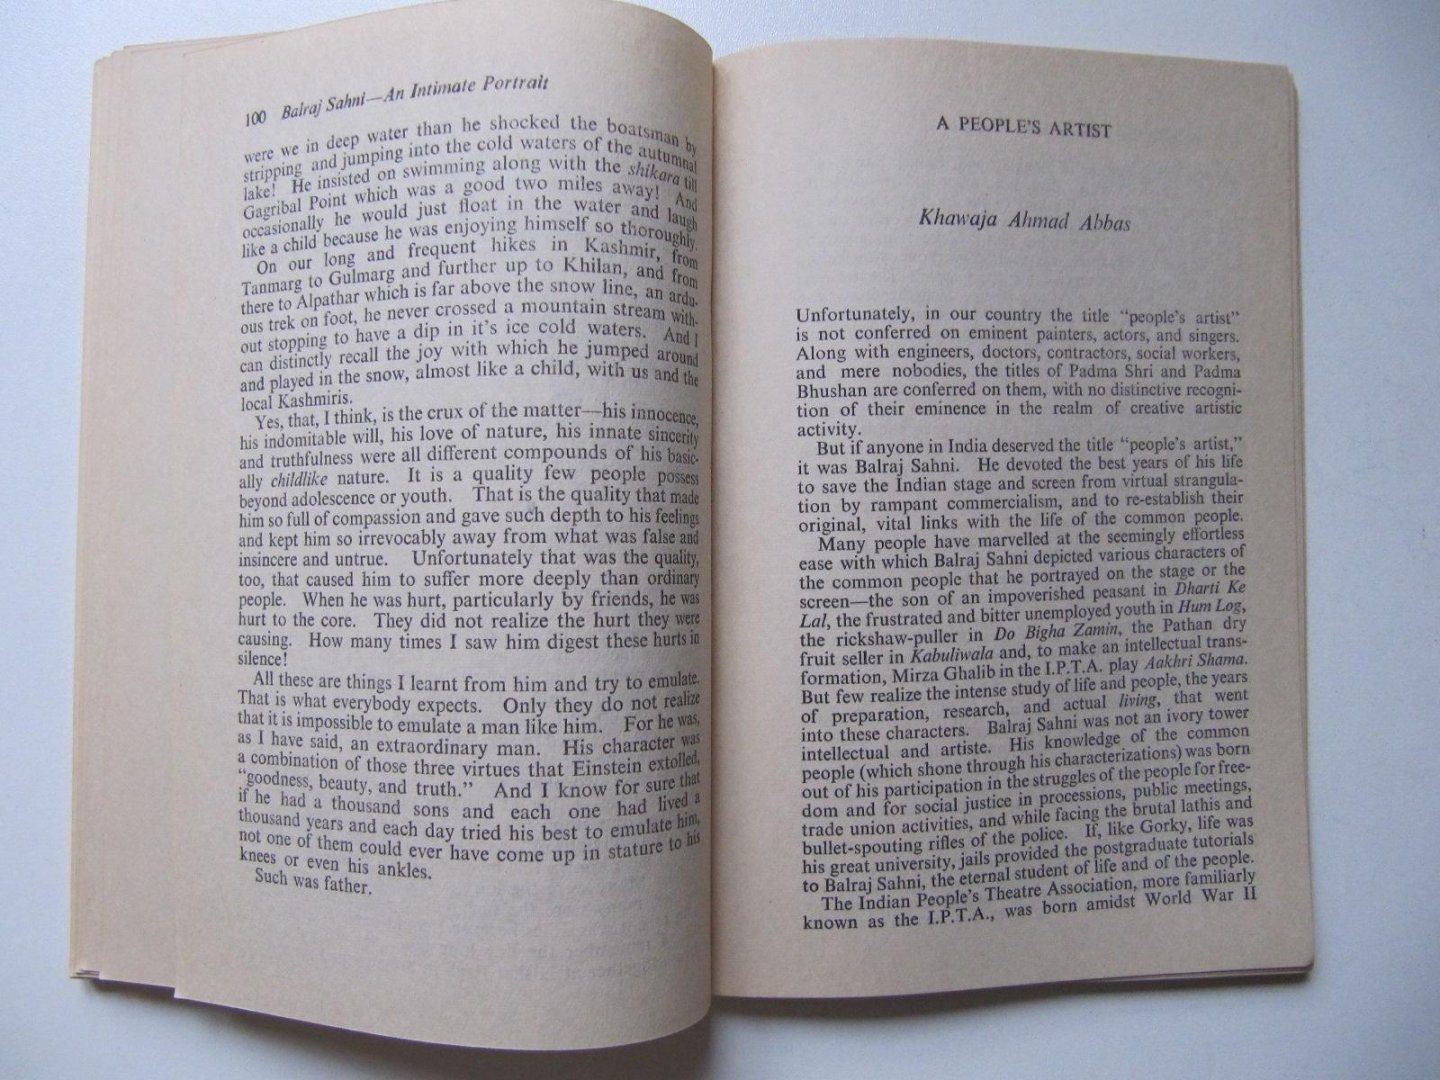 100 Balraj Sahni—An Intimate Portrait
were we in deep water than he shocked the boatsman by
stripping and jumping into the cold waters of the autumnal
lake! He insisted on swimming along with the shikara till
Gagribal Point which was a good two miles away! And
occasionally he would just float in the water and laugh
like a child because he was enjoying himself so thoroughly.
On our long and frequent hikes in Kashmir, from
Tanmarg to Gulmarg and further up to Khilan, and from
there to Alpathar which is far above the snow line, an ardu-
ous trek on foot, he never crossed a mountain stream with-
out stopping to have a dip in it's ice cold waters. And I
can distinctly recall the joy with which he jumped around
and played in the snow, almost like a child, with us and the
local Kashmiris.
Yes, that, I think, is the crux of the matter—his innocence,
his indomitable will, his love of nature, his innate sincerity
and truthfulness were all different compounds of his basic-
ally childlike nature. It is a quality few people possess
beyond adolescence or youth. That is the quality that made
him so full of compassion and gave such depth to his feelings
and kept him so irrevocably away from what was false and
insincere and untrue. Unfortunately that was the quality,
too, that caused him to suffer more deeply than ordinary
people. When he was hurt, particularly by friends, he was
hurt to the core. They did not realize the hurt they were
causing. How many times I saw him digest these hurts in
silence!
All these are things I learnt from him and try to emulate.
That is what everybody expects. Only they do not realize
that it is impossible to emulate a man like him. For he was,
as I have said, an extraordinary man. His character was
a combination of those three virtues that Einstein extolled,
"goodness, beauty, and truth." And I know for sure that
if he had a thousand sons and each one had lived a
thousand years and each day tried his best to emulate him,
not one of them could ever have come up in stature to his
knees or even his ankles.
Such was father.
A PEOPLE'S ARTIST
Khawaja Ahmad Abbas
Unfortunately, in our country the title "people's artist"
is not conferred on eminent painters, actors, and singers.
Along with engineers, doctors, contractors, social workers,
and mere nobodies, the titles of Padma Shri and Padma
Bhushan are conferred on them, with no distinctive recogni-
tion of their eminence in the realm of creative artistic
activity.
But if anyone in India deserved the title "people's artist,"
it was Balraj Sahni. He devoted the best years of his life
to save the Indian stage and screen from virtual strangula-
tion by rampant commercialism, and to re-establish their
original, vital links with the life of the common people.
Many people have marvelled at the seemingly effortless
ease with which Balraj Sahni depicted various characters of
the common people that he portrayed on the stage or the
screen—the son of an impoverished peasant in Dharti Ke
Lal, the frustrated and bitter unemployed youth in Hum Log,
the rickshaw-puller in Do Bigha Zamin, the Pathan dry
fruit seller in Kabuliwala and, to make an intellectual trans-
formation, Mirza Ghalib in the I.P.T.A. play Aakhri Shama.
But few realize the intense study of life and people, the years
of preparation, research, and actual living, that went
into these characters. Balraj Sahni was not an ivory tower
intellectual and artiste. His knowledge of the common
people (which shone through his characterizations) was born
out of his participation in the struggles of the people for free-
dom and for social justice in processions, public meetings,
trade union activities, and while facing the brutal lathis and
bullet-spouting rifles of the police. If, like Gorky, life was
his great university, jails provided the postgraduate tutorials
to Balraj Sahni, the eternal student of life and of the people.
The Indian People's Theatre Association, more familiarly
known as the I.P.T.A., was born amidst World War II